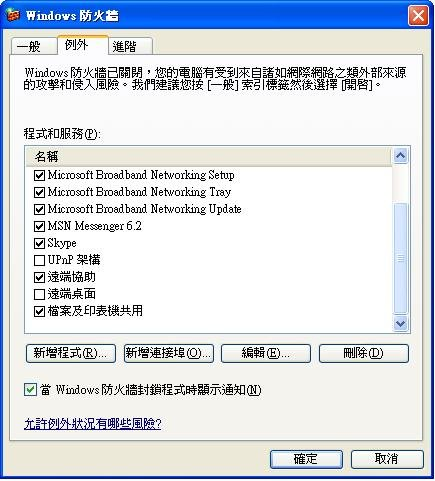 Windows 防火牆
一般
例外
進階
Windows 防火牆已關閉，您的電腦有受到來自諸如網際網路之類外部來源
的攻擊和侵入風險。我們建議您按 [一般] 索引標籤然後選擇 [開啓]。
程式和服務(P):
名稱
Microsoft Broadband Networking Setup
Microsoft Broadband Networking Tray
Microsoft Broadband Networking Update
MSN Messenger 6.2
Skype
UPnP 架構
遠端協助
遠端桌面
檔案及印表機共用
新增程式(R)...
新增連接埠(O)...
編輯(E)...
刪除(D)
當 Windows 防火牆封鎖程式時顯示通知(N)
允許例外狀況有哪些風險?
確定
取消